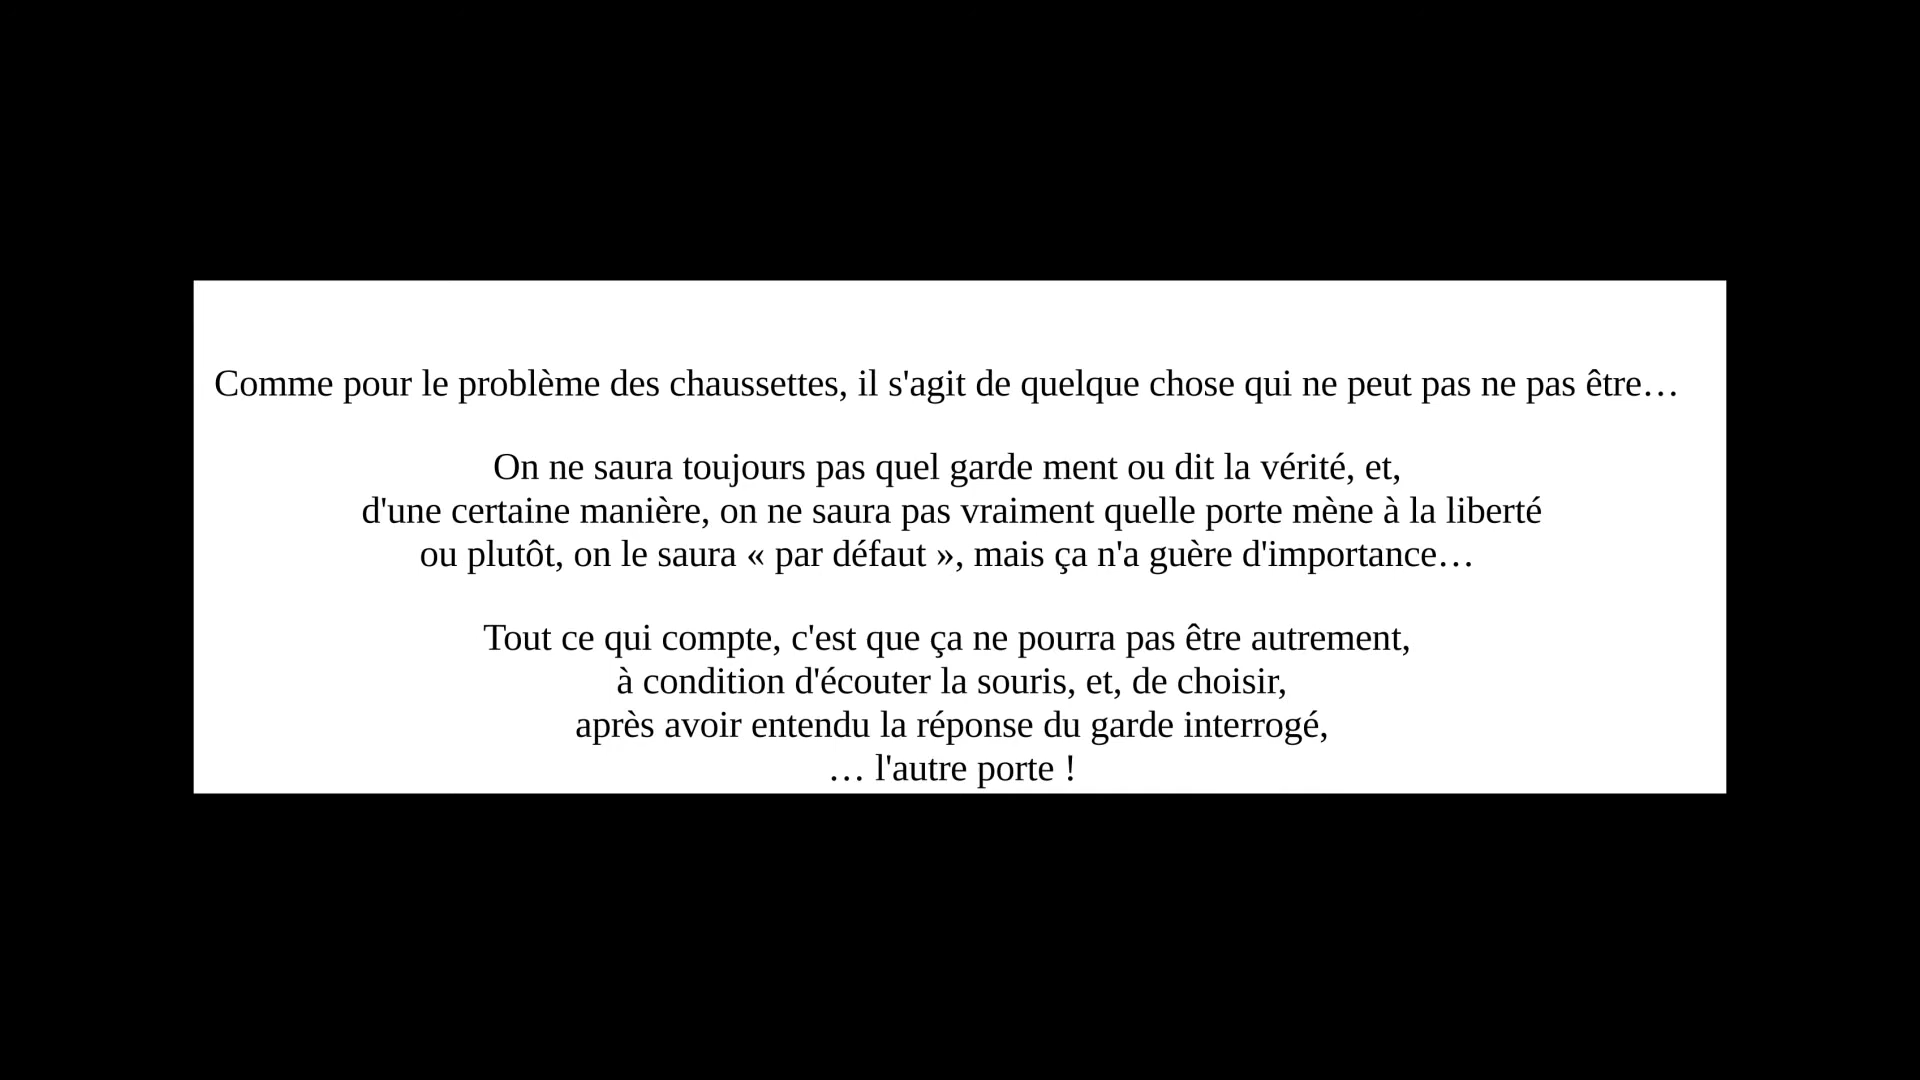 Comme pour le problème des chaussettes, il s'agit de quelque chose qui ne peut pas ne pas être…
On ne saura toujours pas quel garde ment ou dit la vérité, et,
d'une certaine manière, on ne saura pas vraiment quelle porte mène à la liberté
ou plutôt, on le saura « par défaut », mais ça n'a guère d'importance…
Tout ce qui compte, c'est que ça ne pourra pas être autrement,
à condition d'écouter la souris, et, de choisir,
après avoir entendu la réponse du garde interrogé,
… l'autre porte !